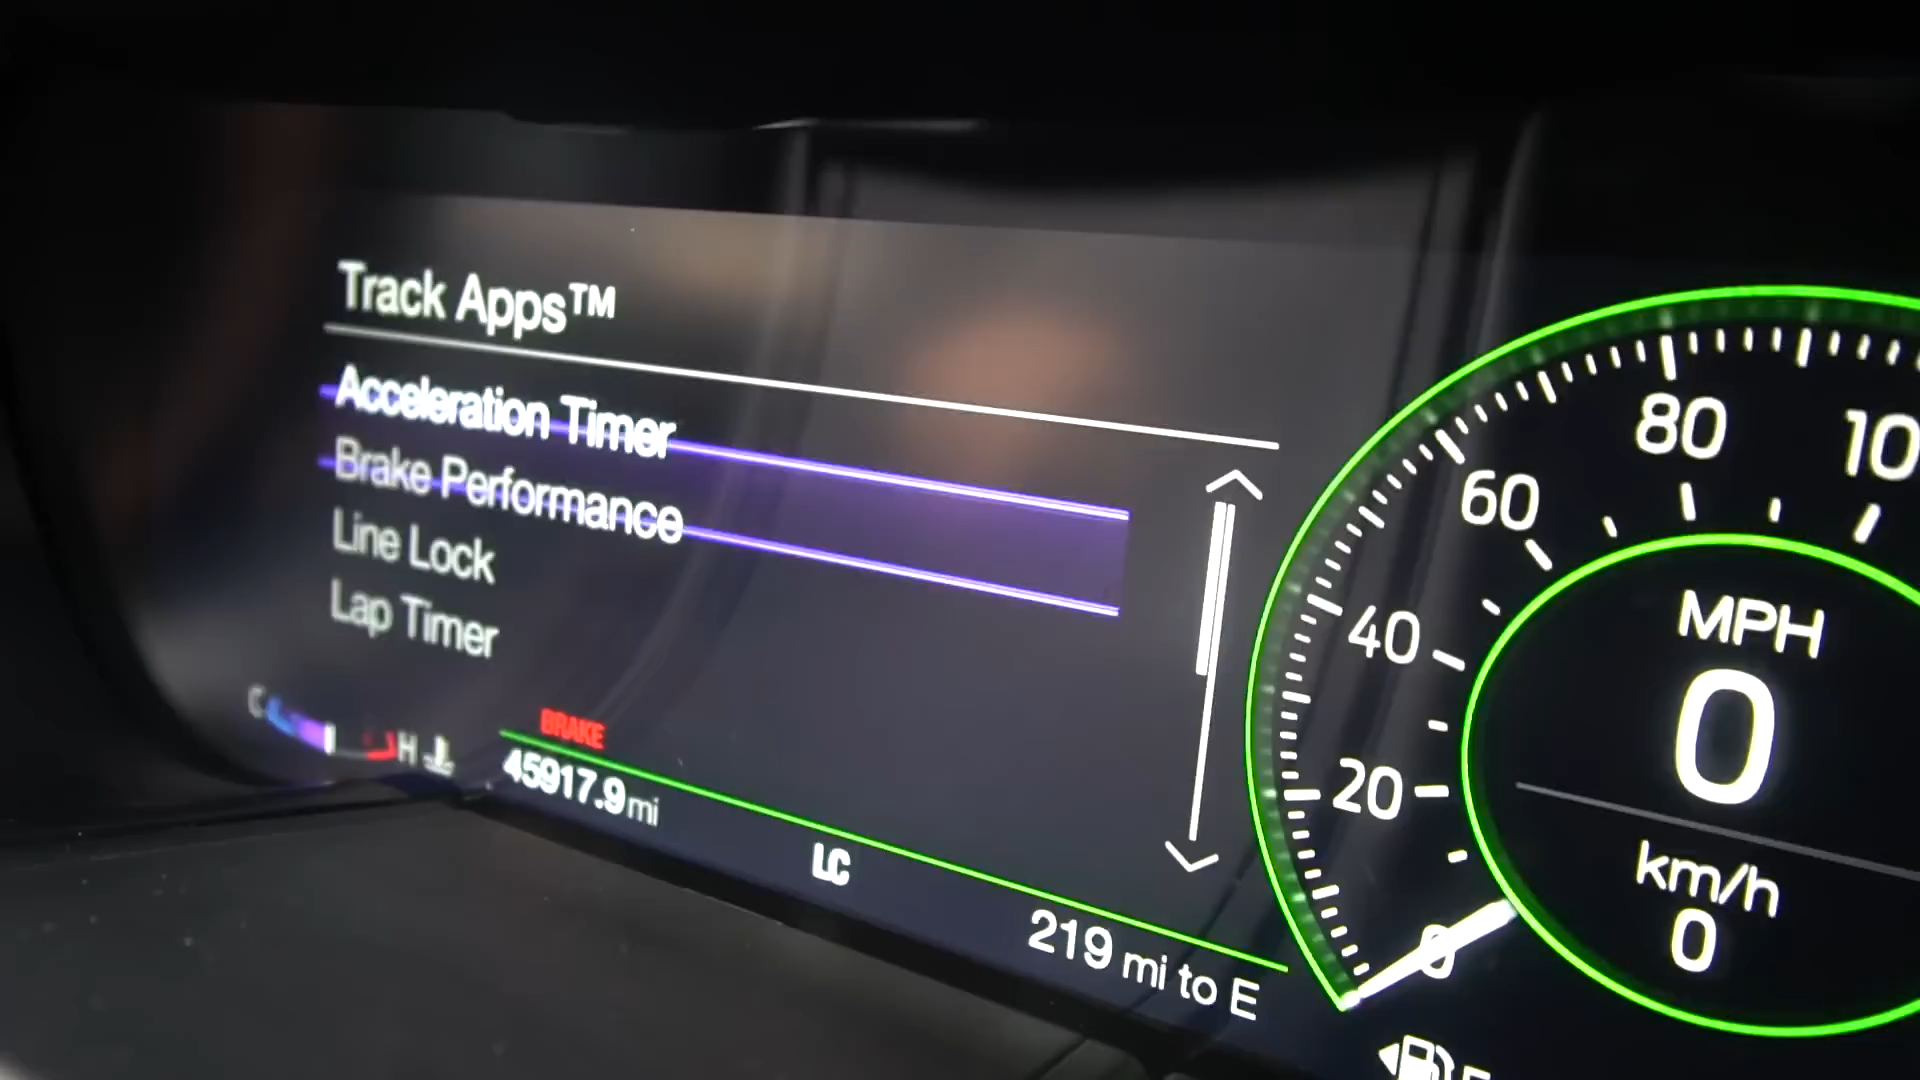 Track Apps™
Acceleration Timer
Brake Performance
Line Lock
Lap Timer
C
H
BRAKE
45917.9 mi
LC
219 mi to E
0
20
40
60
80
MPH
0
km/h
0